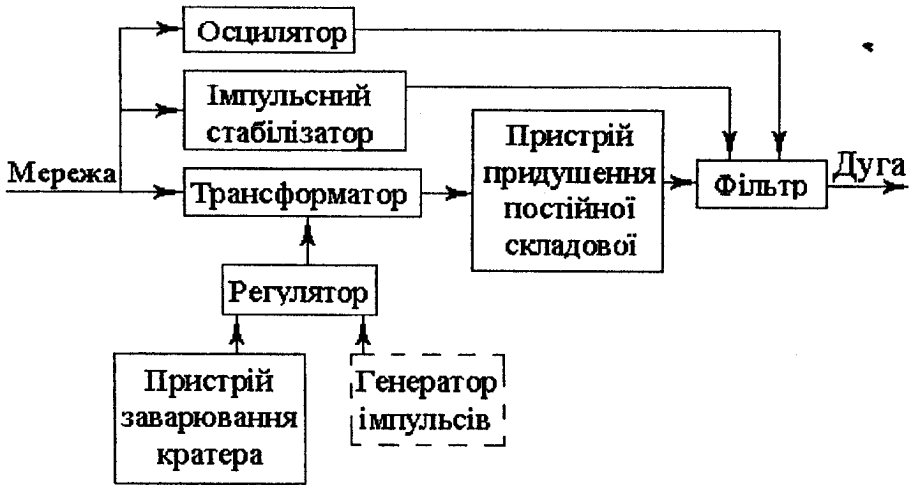 Осцилятор
Імпульсний
стабілізатор
Мережа
Трансформатор
Пристрій
придушення
постійної
складової
Фільтр
Дуга
Регулятор
Пристрій
заварювання
кратера
Генератор
імпульсів